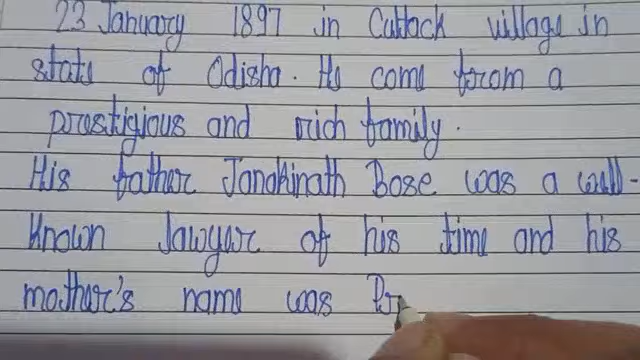 23 January 1897 in Cuttack village in
state of Odisha. He come from a
prestigious and rich family.
His father Janakinath Bose was a well-
known lawyer of his time and his
mother's name was Pr